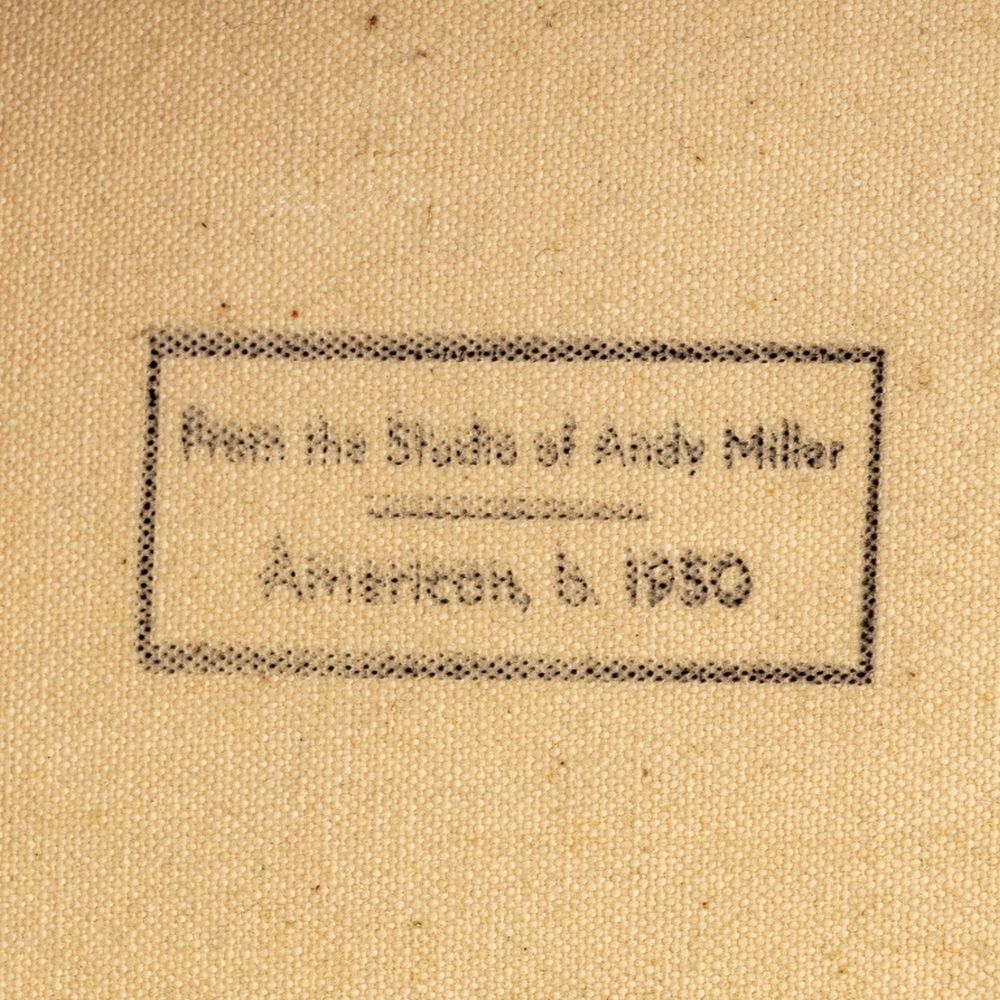 From the Studio of Andy Miller
American, b. 1950